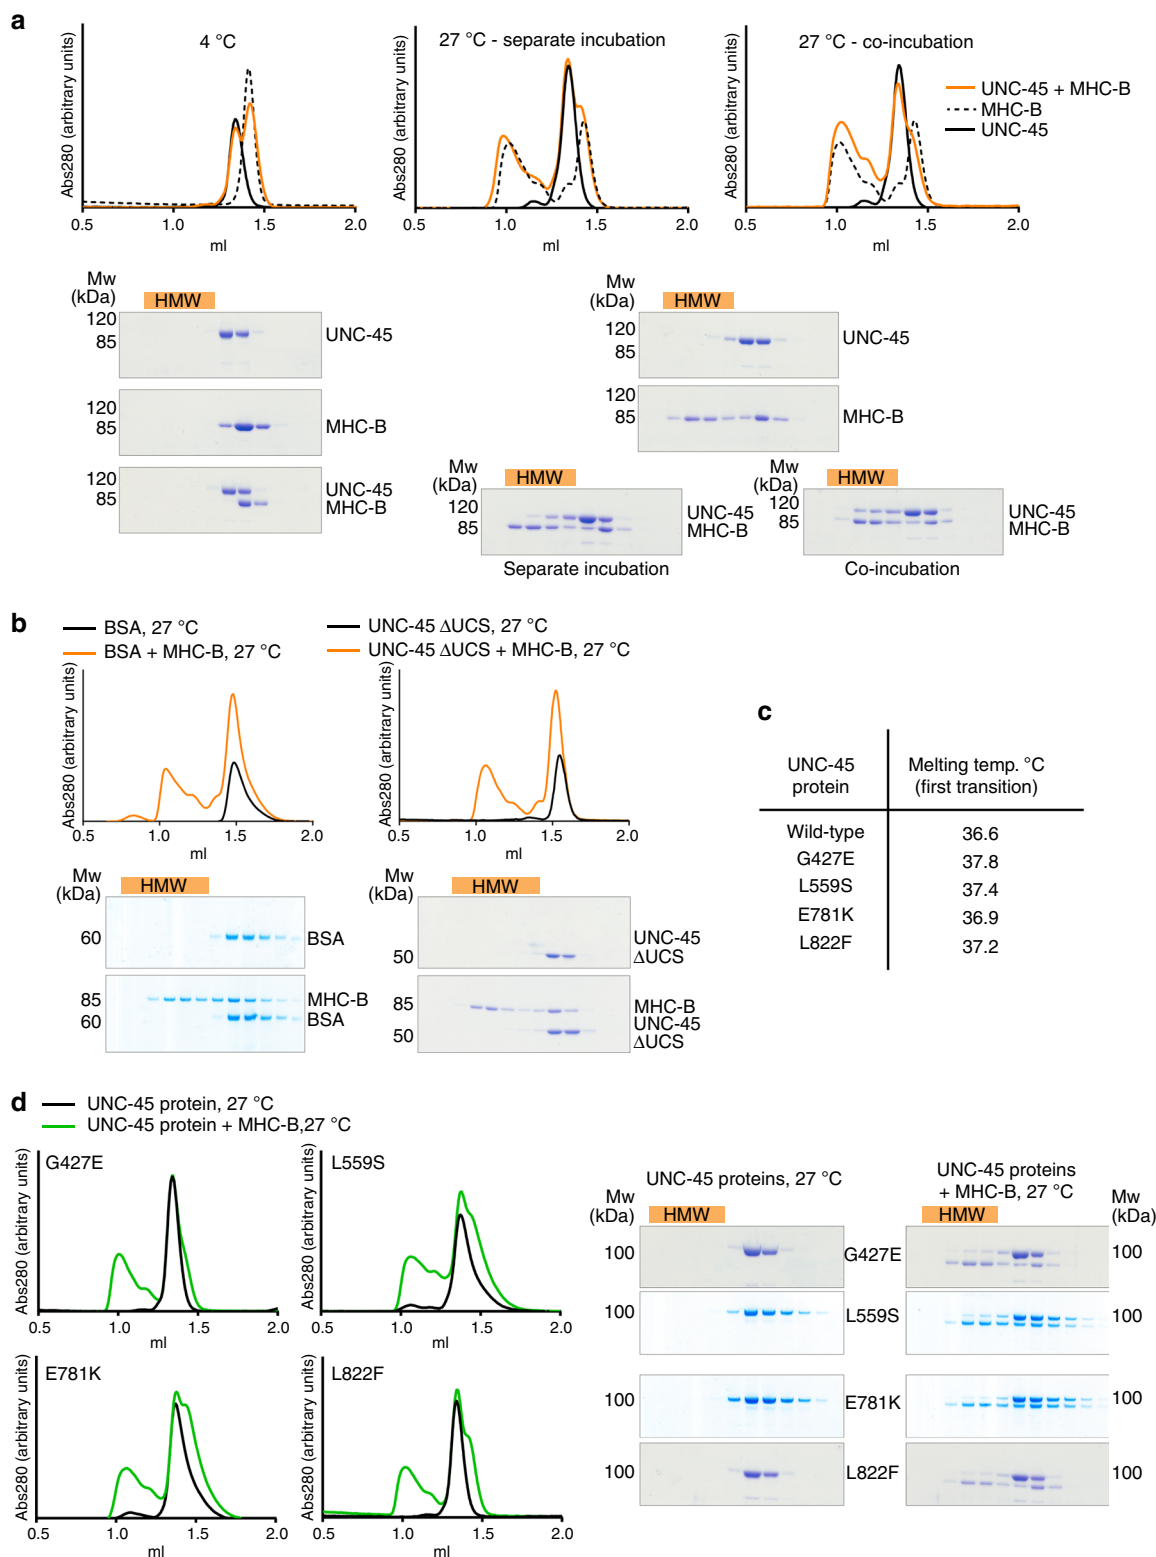 a
4 °C
27 °C - separate incubation
27 °C - co-incubation
UNC-45 + MHC-B
MHC-B
UNC-45
Abs280 (arbitrary units)
Abs280 (arbitrary units)
Abs280 (arbitrary units)
0.5 1.0 1.5 2.0
0.5 1.0 1.5 2.0
0.5 1.0 1.5 2.0
ml
ml
ml
Mw
(kDa)
HMW
120
85
UNC-45
120
85
MHC-B
120
85
UNC-45
MHC-B
Mw
(kDa)
HMW
120
85
UNC-45
120
85
MHC-B
Mw
(kDa)
HMW
120
85
UNC-45
MHC-B
Separate incubation
Mw
(kDa)
HMW
120
85
UNC-45
MHC-B
Co-incubation
b
BSA, 27 °C
BSA + MHC-B, 27 °C
UNC-45 ΔUCS, 27 °C
UNC-45 ΔUCS + MHC-B, 27 °C
Abs280 (arbitrary units)
Abs280 (arbitrary units)
0.5 1.0 1.5 2.0
0.5 1.0 1.5 2.0
ml
ml
Mw
(kDa)
HMW
60
BSA
85
60
MHC-B
BSA
Mw
(kDa)
HMW
50
UNC-45
ΔUCS
85
50
MHC-B
UNC-45
ΔUCS
c
UNC-45
protein
Melting temp. °C
(first transition)
Wild-type 36.6
G427E 37.8
L559S 37.4
E781K 36.9
L822F 37.2
d
UNC-45 protein, 27 °C
UNC-45 protein + MHC-B,27 °C
Abs280 (arbitrary units)
G427E
0.5 1.0 1.5 2.0
ml
Abs280 (arbitrary units)
L559S
0.5 1.0 1.5 2.0
ml
Abs280 (arbitrary units)
E781K
0.5 1.0 1.5 2.0
ml
Abs280 (arbitrary units)
L822F
0.5 1.0 1.5 2.0
ml
UNC-45 proteins, 27 °C
UNC-45 proteins
+ MHC-B, 27 °C
Mw
(kDa)
HMW
HMW
Mw
(kDa)
100 G427E 100
100 L559S 100
100 E781K 100
100 L822F 100